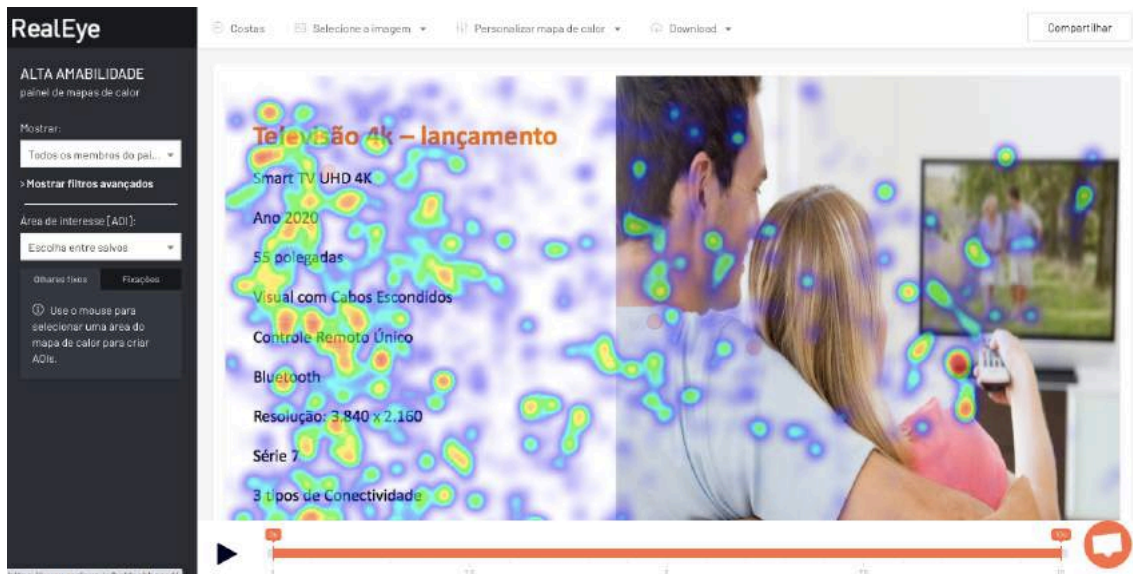 RealEye
Costas
Selecione a imagem
Personalizar mapa de calor
Download
Compartilhar
ALTA AMABILIDADE
painel de mapas de calor
Mostrar:
Todos os membros do pai...
> Mostrar filtros avançados
Área de interesse [AOI]:
Escolha entre salvos
Olhares fixos
Fixações
Use o mouse para
selecionar uma área do
mapa de calor para criar
AOIs.
Televisão 4k – lançamento
Smart TV UHD 4K
Ano 2020
55 polegadas
Visual com Cabos Escondidos
Controle Remoto Único
Bluetooth
Resolução: 3.840 x 2.160
Série 7
3 tipos de Conectividade